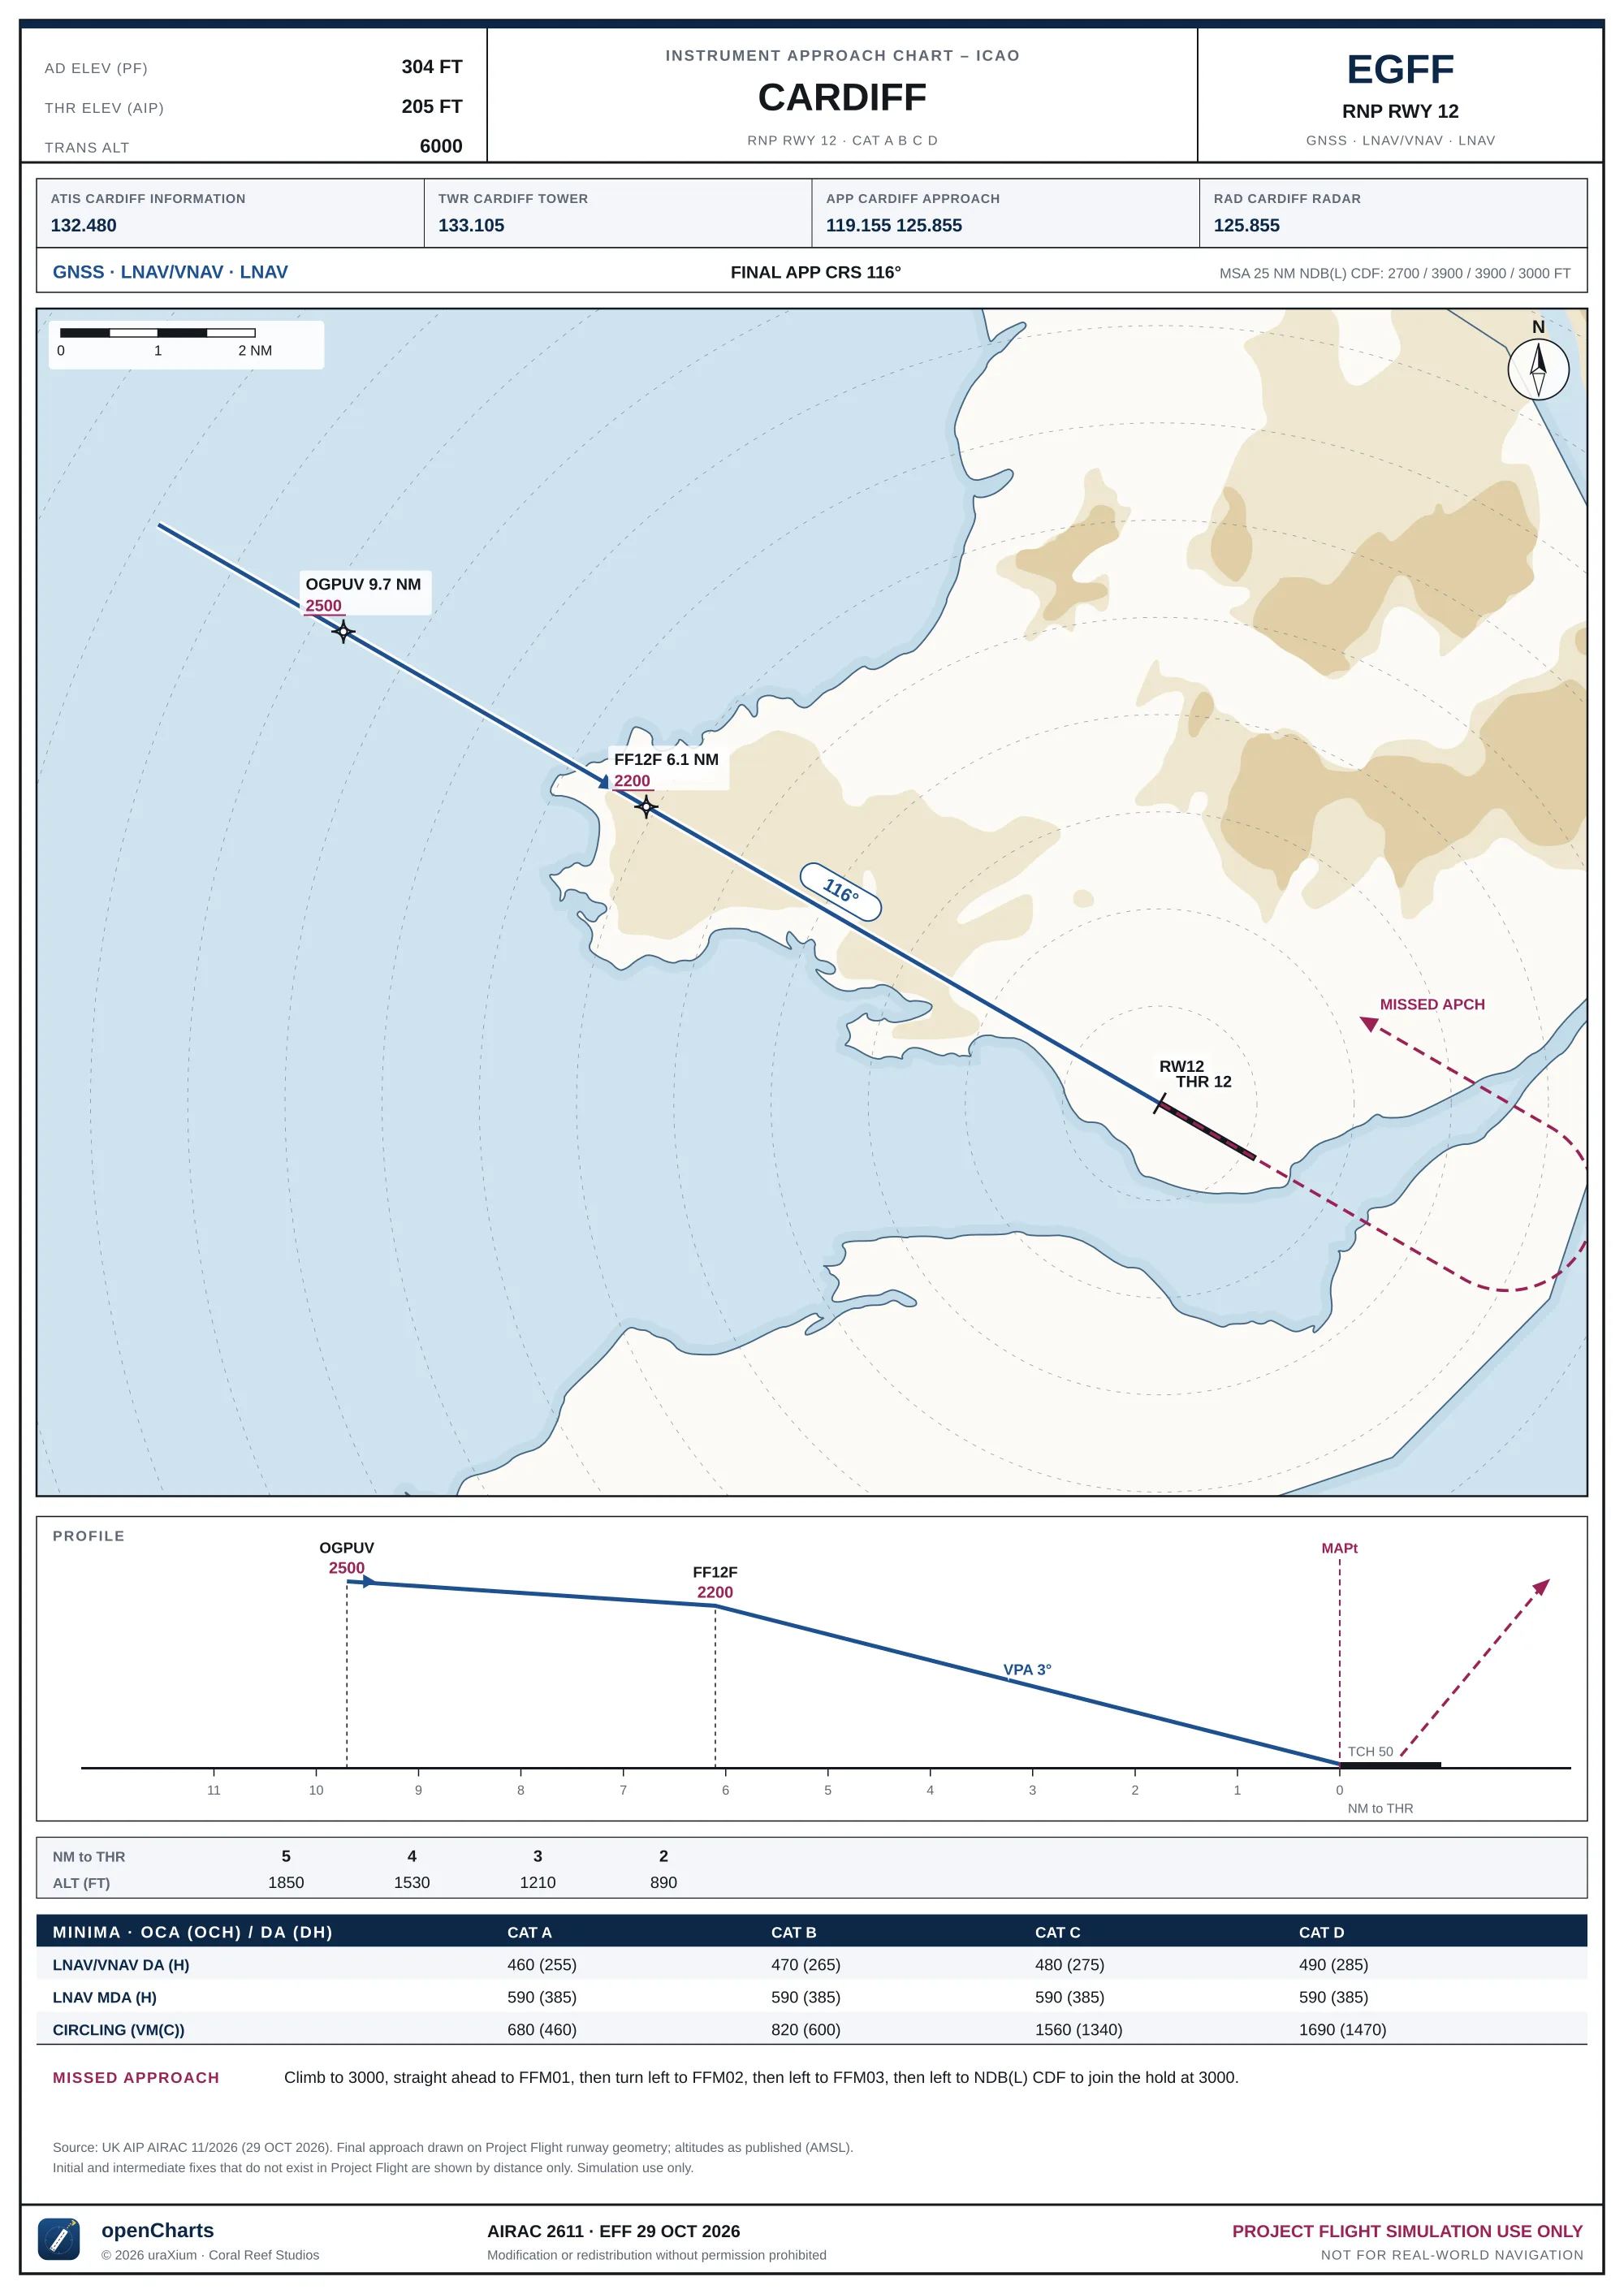 AD ELEV (PF) 304 FT
THR ELEV (AIP) 205 FT
TRANS ALT 6000
INSTRUMENT APPROACH CHART – ICAO
CARDIFF
RNP RWY 12 · CAT A B C D
EGFF
RNP RWY 12
GNSS · LNAV/VNAV · LNAV
ATIS CARDIFF INFORMATION
132.480
TWR CARDIFF TOWER
133.105
APP CARDIFF APPROACH
119.155 125.855
RAD CARDIFF RADAR
125.855
GNSS · LNAV/VNAV · LNAV
FINAL APP CRS 116°
MSA 25 NM NDB(L) CDF: 2700 / 3900 / 3900 / 3000 FT
0 1 2 NM
N
OGPUV 9.7 NM
2500
FF12F 6.1 NM
2200
116°
MISSED APCH
RW12
THR 12
PROFILE
OGPUV
2500
FF12F
2200
MAPt
VPA 3°
TCH 50
11 10 9 8 7 6 5 4 3 2 1 0
NM to THR
NM to THR 5 4 3 2
ALT (FT) 1850 1530 1210 890
MINIMA · OCA (OCH) / DA (DH) CAT A CAT B CAT C CAT D
LNAV/VNAV DA (H) 460 (255) 470 (265) 480 (275) 490 (285)
LNAV MDA (H) 590 (385) 590 (385) 590 (385) 590 (385)
CIRCLING (VM(C)) 680 (460) 820 (600) 1560 (1340) 1690 (1470)
MISSED APPROACH Climb to 3000, straight ahead to FFM01, then turn left to FFM02, then left to FFM03, then left to NDB(L) CDF to join the hold at 3000.
Source: UK AIP AIRAC 11/2026 (29 OCT 2026). Final approach drawn on Project Flight runway geometry; altitudes as published (AMSL).
Initial and intermediate fixes that do not exist in Project Flight are shown by distance only. Simulation use only.
openCharts
© 2026 uraXium · Coral Reef Studios
AIRAC 2611 · EFF 29 OCT 2026
Modification or redistribution without permission prohibited
PROJECT FLIGHT SIMULATION USE ONLY
NOT FOR REAL-WORLD NAVIGATION